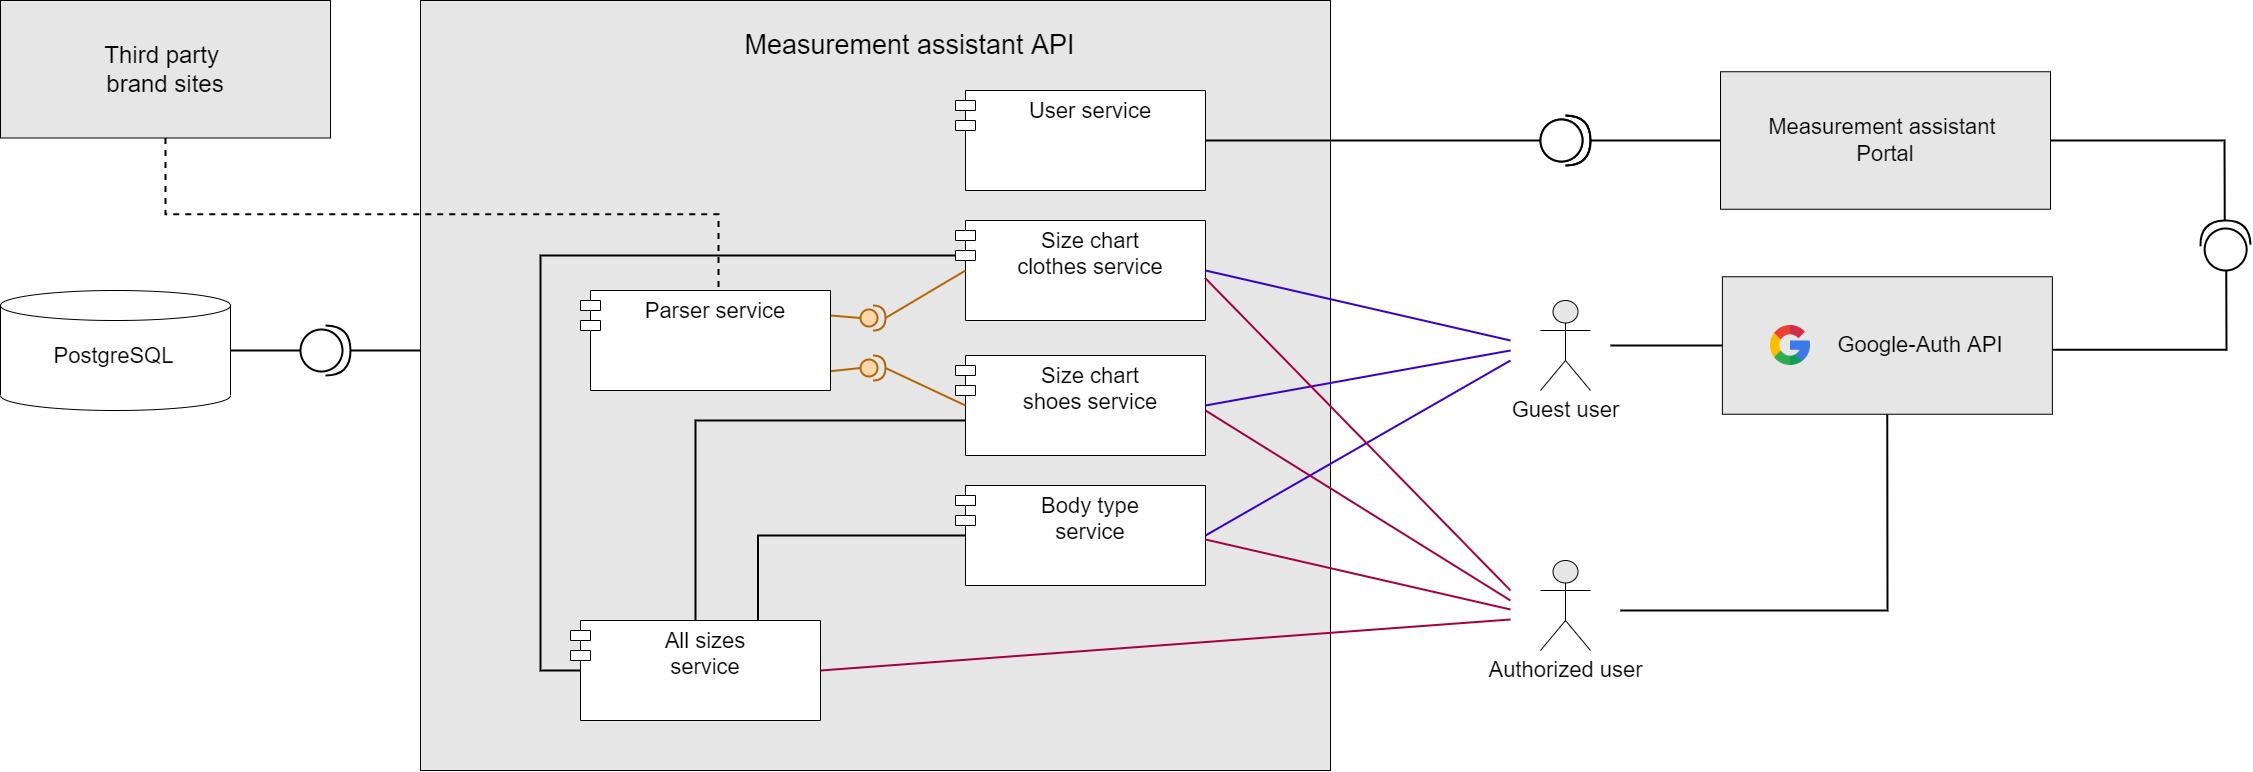 Third party
brand sites
Measurement assistant API
User service
Measurement assistant
Portal
Size chart
clothes service
Parser service
PostgreSQL
Google-Auth API
Size chart
shoes service
Guest user
Body type
service
All sizes
service
Authorized user